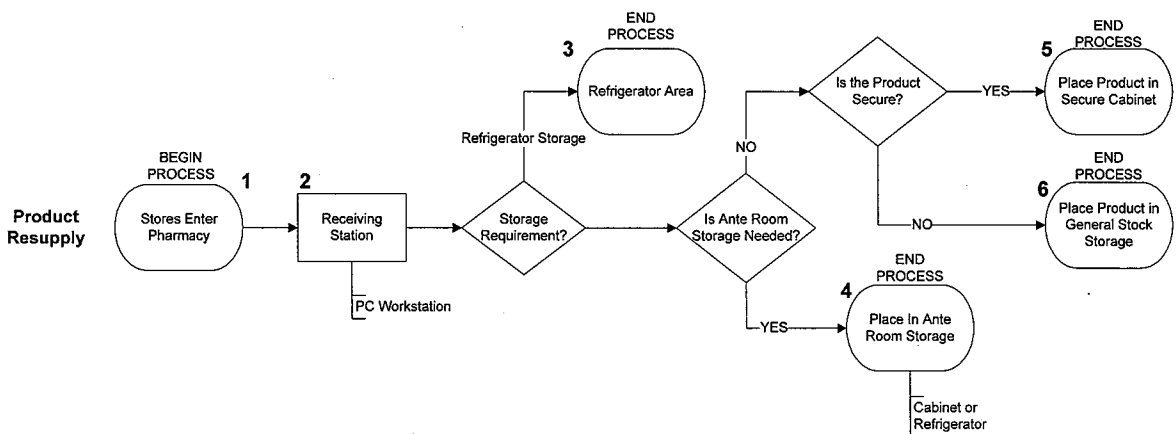 Product
Resupply
BEGIN
PROCESS
1
Stores Enter
Pharmacy
2
Receiving
Station
PC Workstation
Storage
Requirement?
Refrigerator Storage
END
PROCESS
3
Refrigerator Area
Is Ante Room
Storage Needed?
NO
YES
END
PROCESS
4
Place In Ante
Room Storage
Cabinet or
Refrigerator
Is the Product
Secure?
YES
NO
END
PROCESS
5
Place Product in
Secure Cabinet
END
PROCESS
6
Place Product in
General Stock
Storage